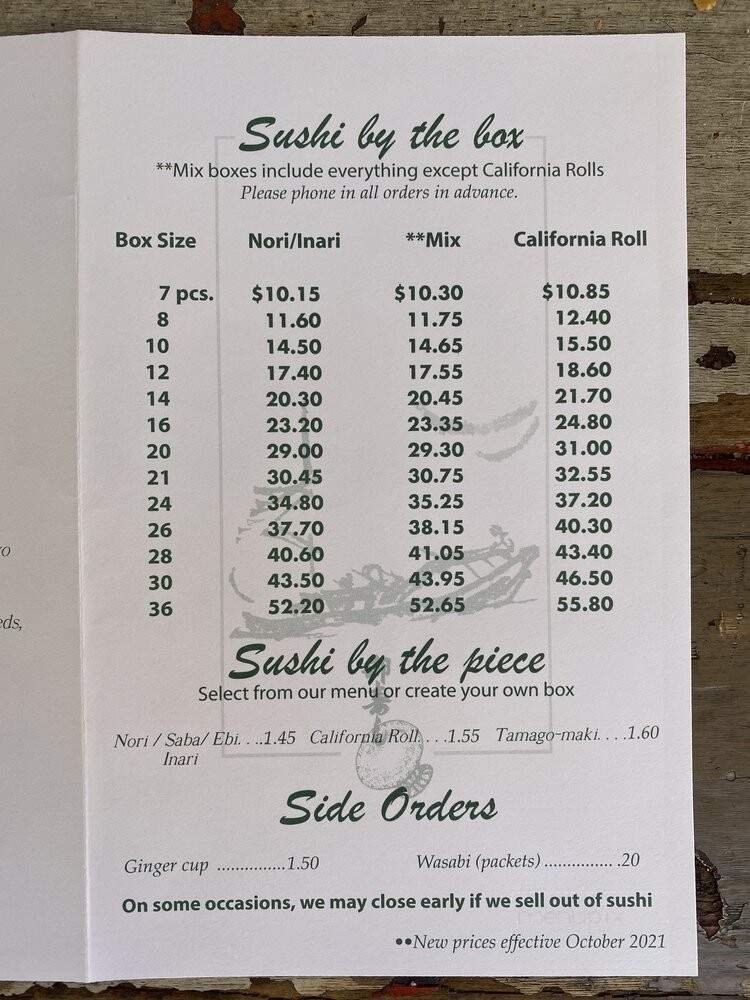 Sushi by the box
**Mix boxes include everything except California Rolls
Please phone in all orders in advance.
Box Size Nori/Inari **Mix California Roll
7 pcs. $10.15 $10.30 $10.85
8 11.60 11.75 12.40
10 14.50 14.65 15.50
12 17.40 17.55 18.60
14 20.30 20.45 21.70
16 23.20 23.35 24.80
20 29.00 29.30 31.00
21 30.45 30.75 32.55
24 34.80 35.25 37.20
26 37.70 38.15 40.30
28 40.60 41.05 43.40
30 43.50 43.95 46.50
36 52.20 52.65 55.80
Sushi by the piece
Select from our menu or create your own box
Nori / Saba/ Ebi. . ..1.45 California Roll. . . .1.55 Tamago-maki. . . .1.60
Inari
Side Orders
Ginger cup ...............1.50 Wasabi (packets) ............... .20
On some occasions, we may close early if we sell out of sushi
••New prices effective October 2021
eds,